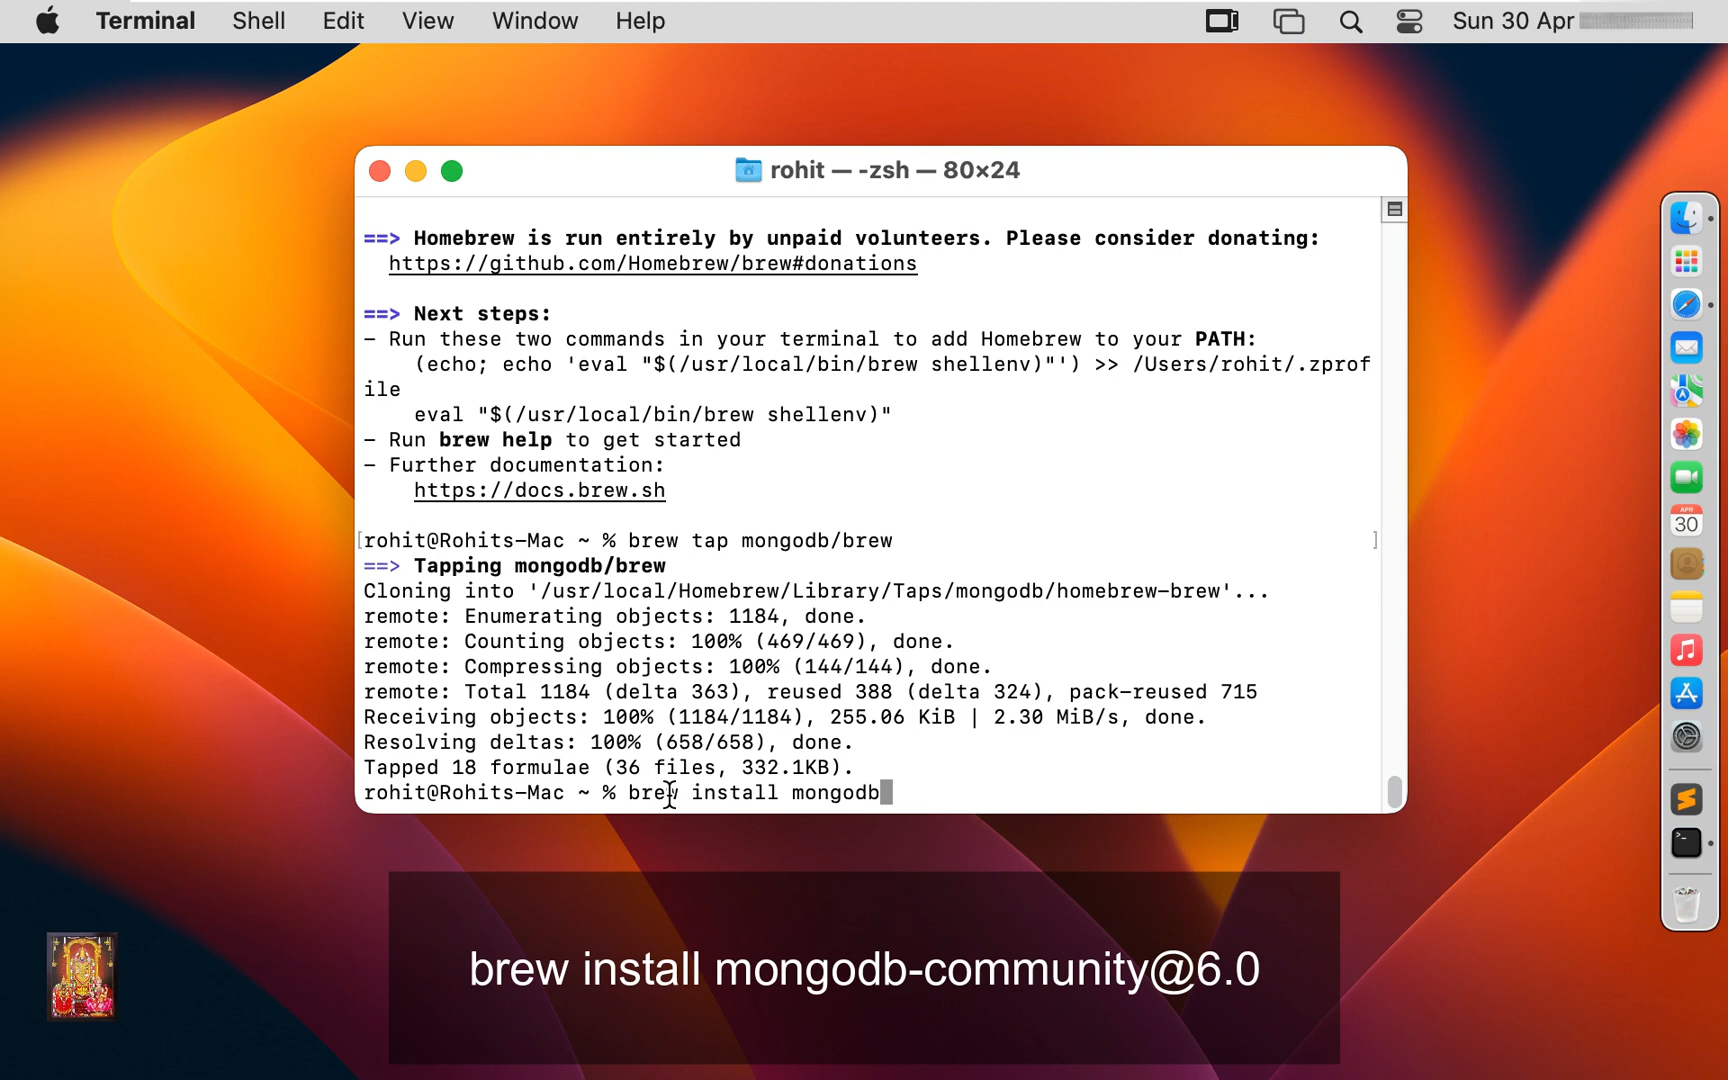 Terminal Shell Edit View Window Help Sun 30 Apr
rohit — -zsh — 80×24
==> Homebrew is run entirely by unpaid volunteers. Please consider donating:
https://github.com/Homebrew/brew#donations
==> Next steps:
- Run these two commands in your terminal to add Homebrew to your PATH:
(echo; echo 'eval "$(/usr/local/bin/brew shellenv)"') >> /Users/rohit/.zprof
ile
eval "$(/usr/local/bin/brew shellenv)"
- Run brew help to get started
- Further documentation:
https://docs.brew.sh
[rohit@Rohits-Mac ~ % brew tap mongodb/brew ]
==> Tapping mongodb/brew
Cloning into '/usr/local/Homebrew/Library/Taps/mongodb/homebrew-brew'...
remote: Enumerating objects: 1184, done.
remote: Counting objects: 100% (469/469), done.
remote: Compressing objects: 100% (144/144), done.
remote: Total 1184 (delta 363), reused 388 (delta 324), pack-reused 715
Receiving objects: 100% (1184/1184), 255.06 KiB | 2.30 MiB/s, done.
Resolving deltas: 100% (658/658), done.
Tapped 18 formulae (36 files, 332.1KB).
rohit@Rohits-Mac ~ % brew install mongodb
APR
30
brew install mongodb-community@6.0